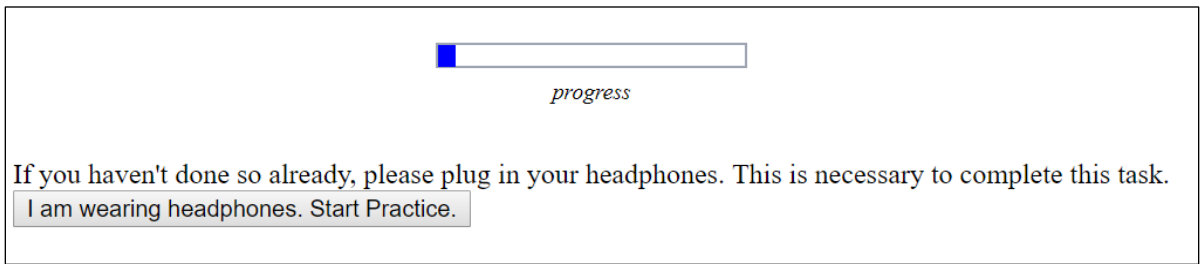 progress
If you haven't done so already, please plug in your headphones. This is necessary to complete this task.
I am wearing headphones. Start Practice.